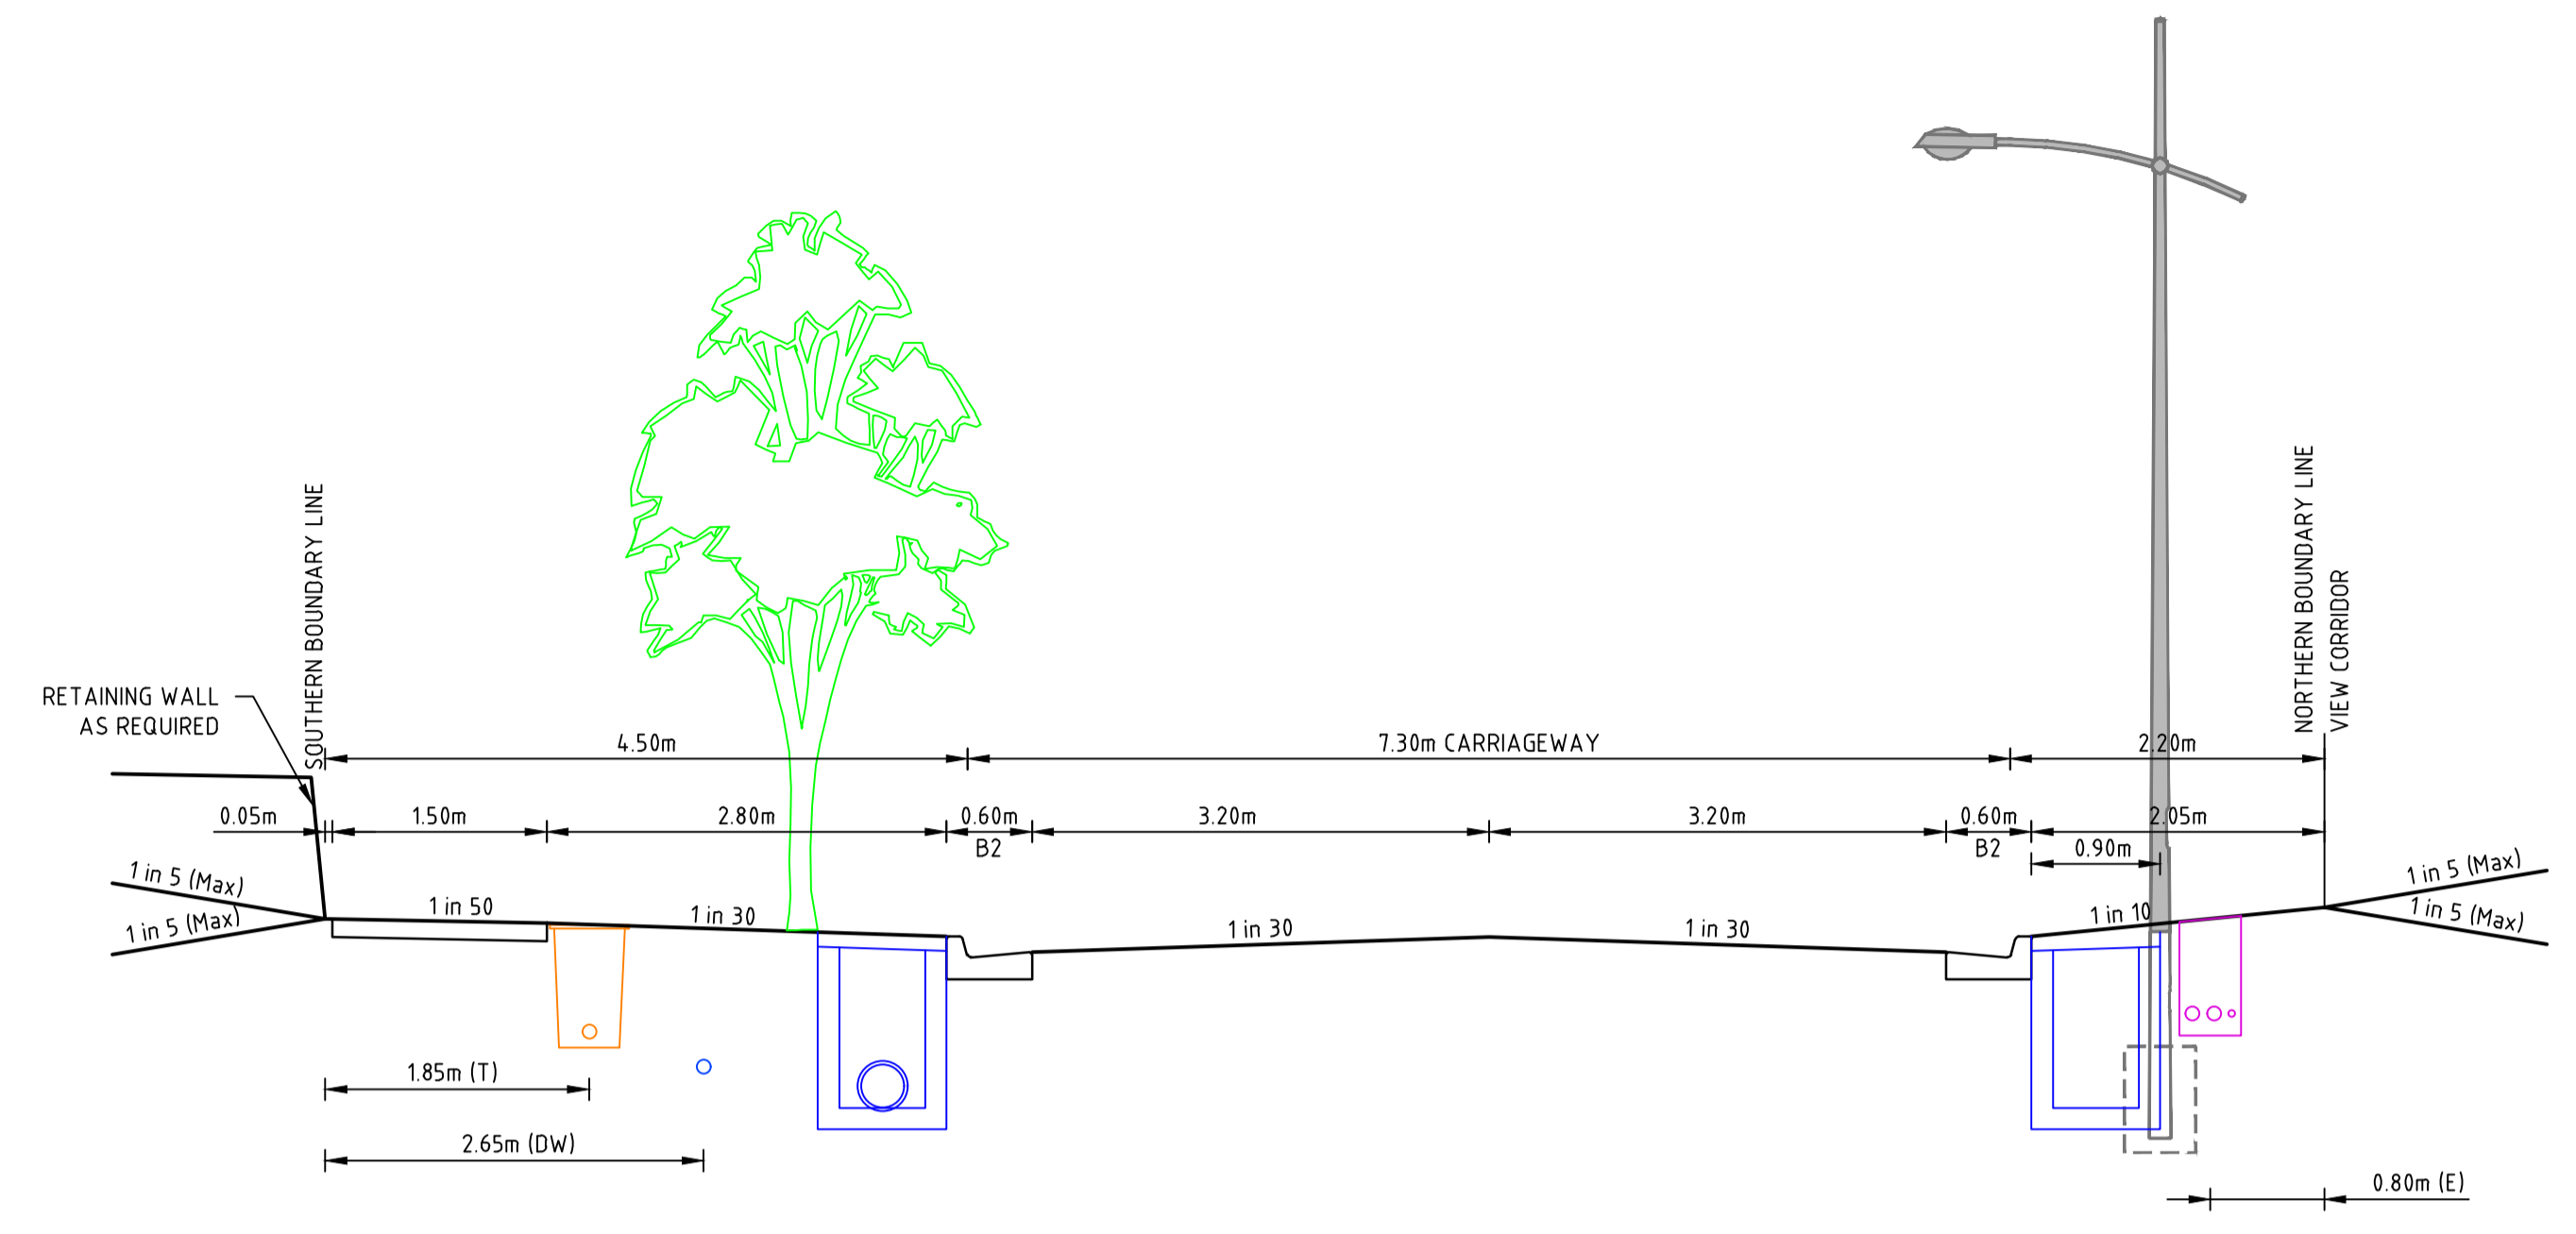 SOUTHERN BOUNDARY LINE
NORTHERN BOUNDARY LINE
VIEW CORRIDOR
RETAINING WALL
AS REQUIRED
4.50m
7.30m CARRIAGEWAY
2.20m
0.05m
1.50m
2.80m
0.60m
B2
3.20m
3.20m
0.60m
B2
2.05m
0.90m
1 in 5 (Max)
1 in 5 (Max)
1 in 50
1 in 30
1 in 30
1 in 30
1 in 10
1 in 5 (Max)
1 in 5 (Max)
1.85m (T)
2.65m (DW)
0.80m (E)